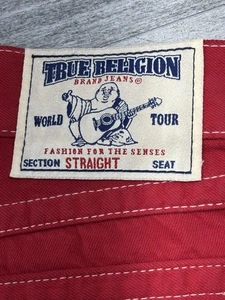 TRUE RELIGION
BRAND JEANS®
WORLD TOUR
FASHION FOR THE SENSES
SECTION STRAIGHT SEAT